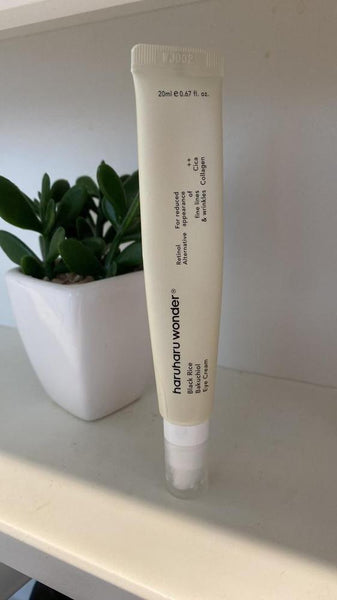 WJ002
20ml e 0.67 fl. oz.
Retinol
Alternative
For reduced
appearance
of
fine lines
& wrinkles
++
Cica
Collagen
haruharu wonder®
Black Rice
Bakuchiol
Eye Cream